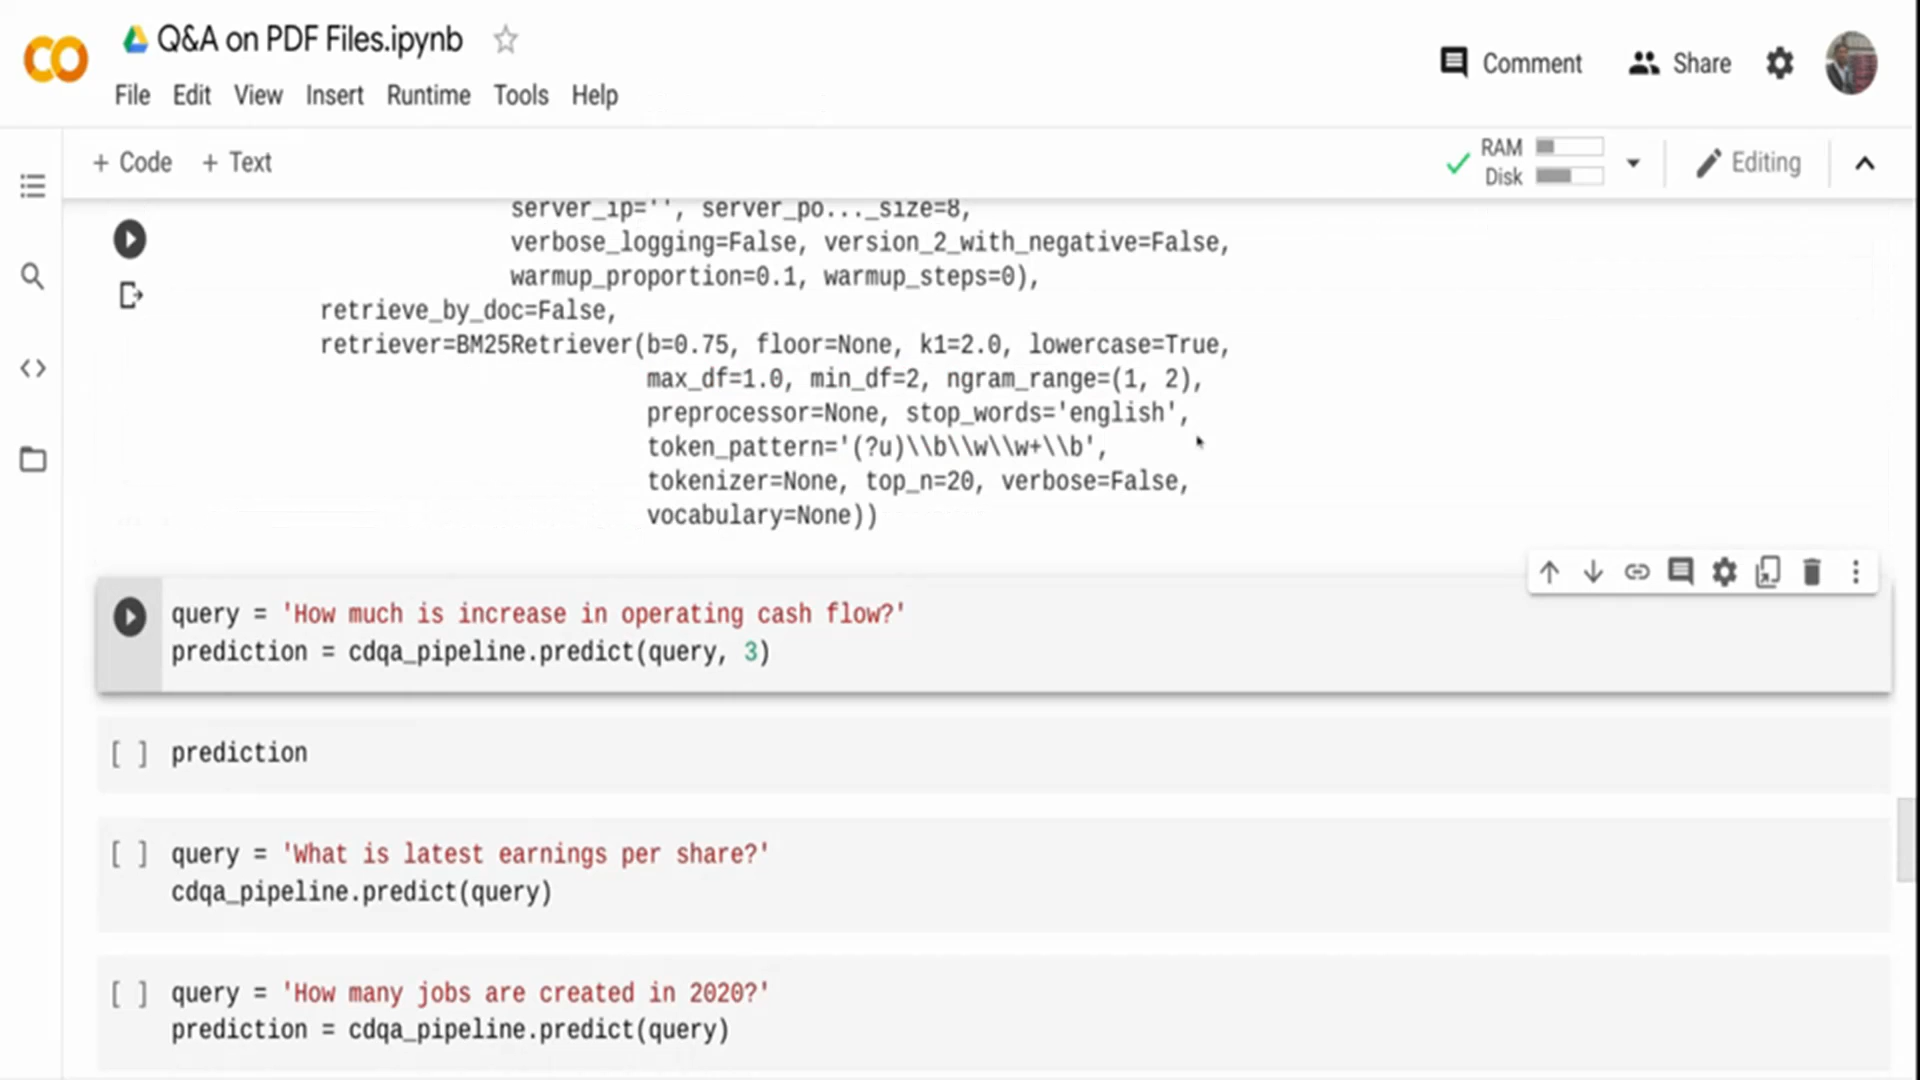 Q&A on PDF Files.ipynb
Comment
Share
File Edit View Insert Runtime Tools Help
+ Code + Text
RAM
Disk
Editing
server_ip='', server_po..._size=8,
verbose_logging=False, version_2_with_negative=False,
warmup_proportion=0.1, warmup_steps=0),
retrieve_by_doc=False,
retriever=BM25Retriever(b=0.75, floor=None, k1=2.0, lowercase=True,
max_df=1.0, min_df=2, ngram_range=(1, 2),
preprocessor=None, stop_words='english',
token_pattern='(?u)\\b\\w\\w+\\b',
tokenizer=None, top_n=20, verbose=False,
vocabulary=None))
query = 'How much is increase in operating cash flow?'
prediction = cdqa_pipeline.predict(query, 3)
[ ] prediction
[ ] query = 'What is latest earnings per share?'
cdqa_pipeline.predict(query)
[ ] query = 'How many jobs are created in 2020?'
prediction = cdqa_pipeline.predict(query)